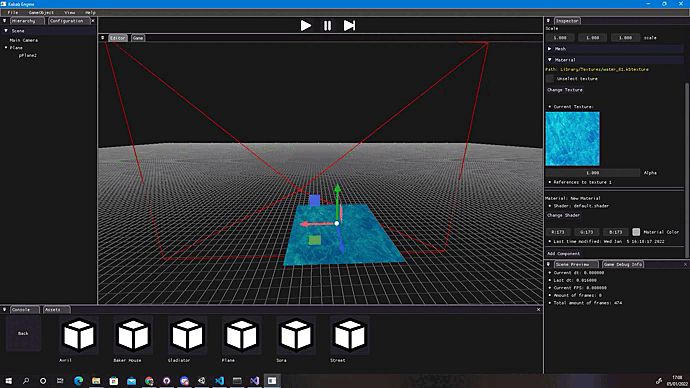 Kabab Engine
File GameObject View Help
Hierarchy Configuration
Scene
Main Camera
Plane
pPlane2
Editor Game
Inspector
Scale
1.000 1.000 1.000 scale
Mesh
Material
Path: Library/Textures/water_01.kbtexture
Unselect texture
Change Texture
Current Texture:
1.000 Alpha
References to texture 1
Material: New Material
Shader: default.shader
Change Shader
R:173 G:173 B:173 Material Color
Last time modified: Wed Jan 5 16:18:17 2022
Add Component
Scene Preview Game Debug Info
Current dt: 0.000000
Last dt: 0.016000
Current FPS: 0.000000
Amount of frames: 0
Total amount of frames: 474
Console Assets
Back
Avril
Baker House
Gladiator
Plane
Sora
Street
17:08
05/01/2022